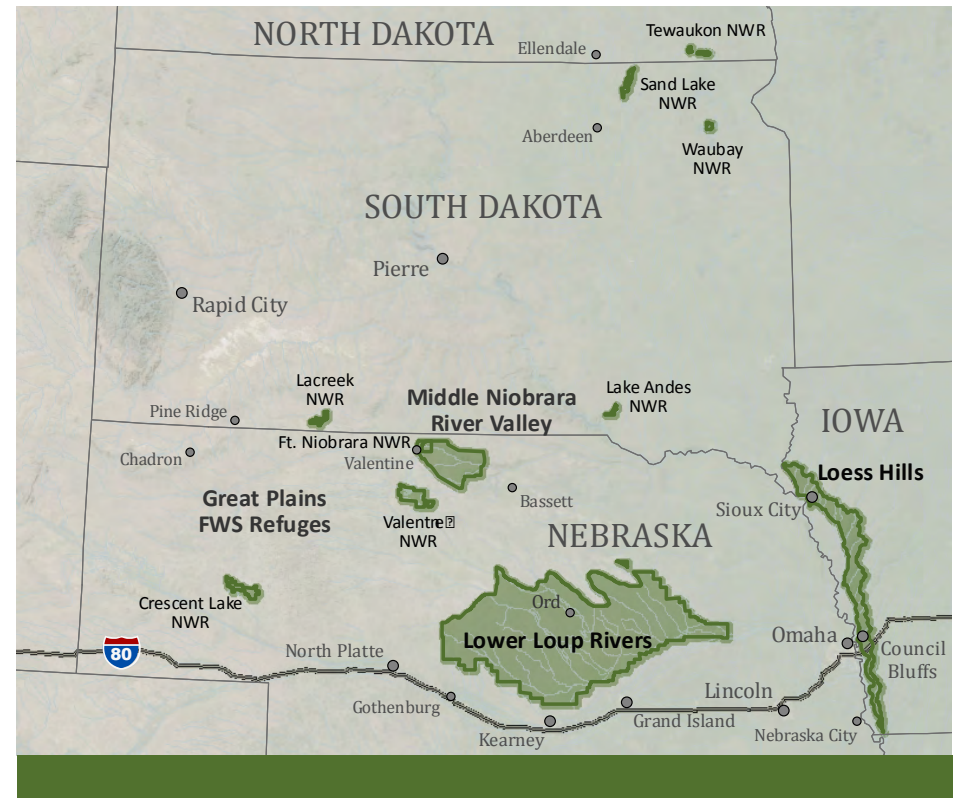 NORTH DAKOTA
Tewaukon NWR
Ellendale
Sand Lake
NWR
Aberdeen
Waubay
NWR
SOUTH DAKOTA
Pierre
Rapid City
Lacreek
NWR
Middle Niobrara
River Valley
Lake Andes
NWR
Pine Ridge
IOWA
Ft. Niobrara NWR
Chadron
Valentine
Loess Hills
Great Plains
FWS Refuges
Bassett
Sioux City
Valentne
NWR
NEBRASKA
Crescent Lake
NWR
Ord
Lower Loup Rivers
80
North Platte
Omaha
Council
Bluffs
Gothenburg
Lincoln
Kearney
Grand Island
Nebraska City